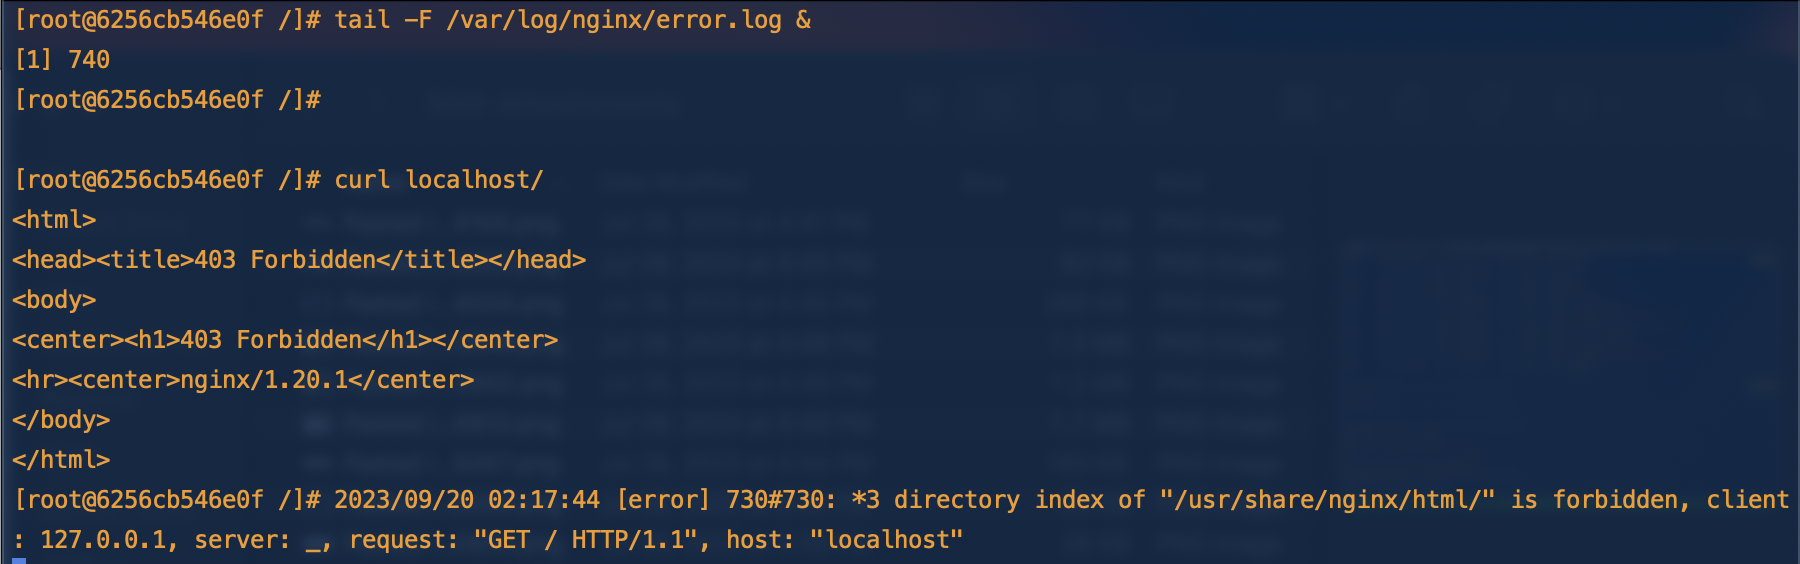 [root@6256cb546e0f /]# tail -F /var/log/nginx/error.log &
[1] 740
[root@6256cb546e0f /]#
[root@6256cb546e0f /]# curl localhost/
<html>
<head><title>403 Forbidden</title></head>
<body>
<center><h1>403 Forbidden</h1></center>
<hr><center>nginx/1.20.1</center>
</body>
</html>
[root@6256cb546e0f /]# 2023/09/20 02:17:44 [error] 730#730: *3 directory index of "/usr/share/nginx/html/" is forbidden, client
: 127.0.0.1, server: _, request: "GET / HTTP/1.1", host: "localhost"